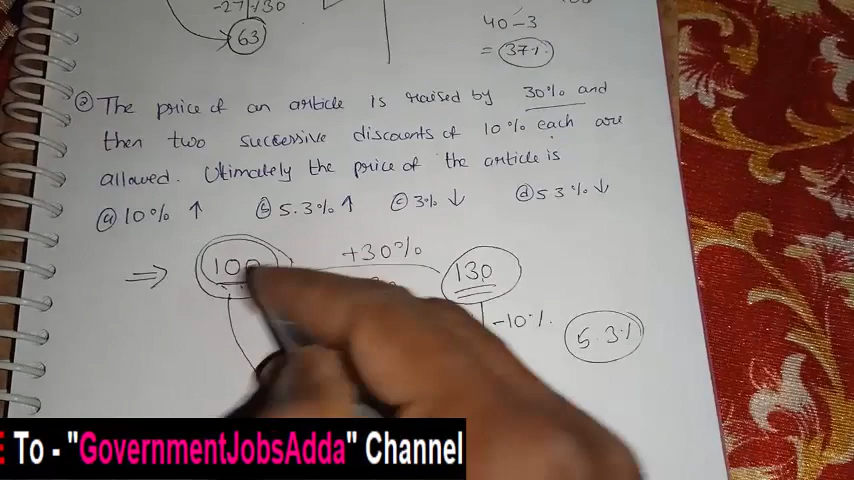 -27 +30
63
40-3
= 37%
② The price of an article is raised by 30% and
then two successive discounts of 10% each are
allowed. Ultimately the price of the article is
ⓐ 10% ↑ ⓑ 5.3% ↑ ⓒ 3% ↓ ⓓ 5.3% ↓
⇒ 100 +30% 130
-10%. 5.3%
To - "GovernmentJobsAdda" Channel